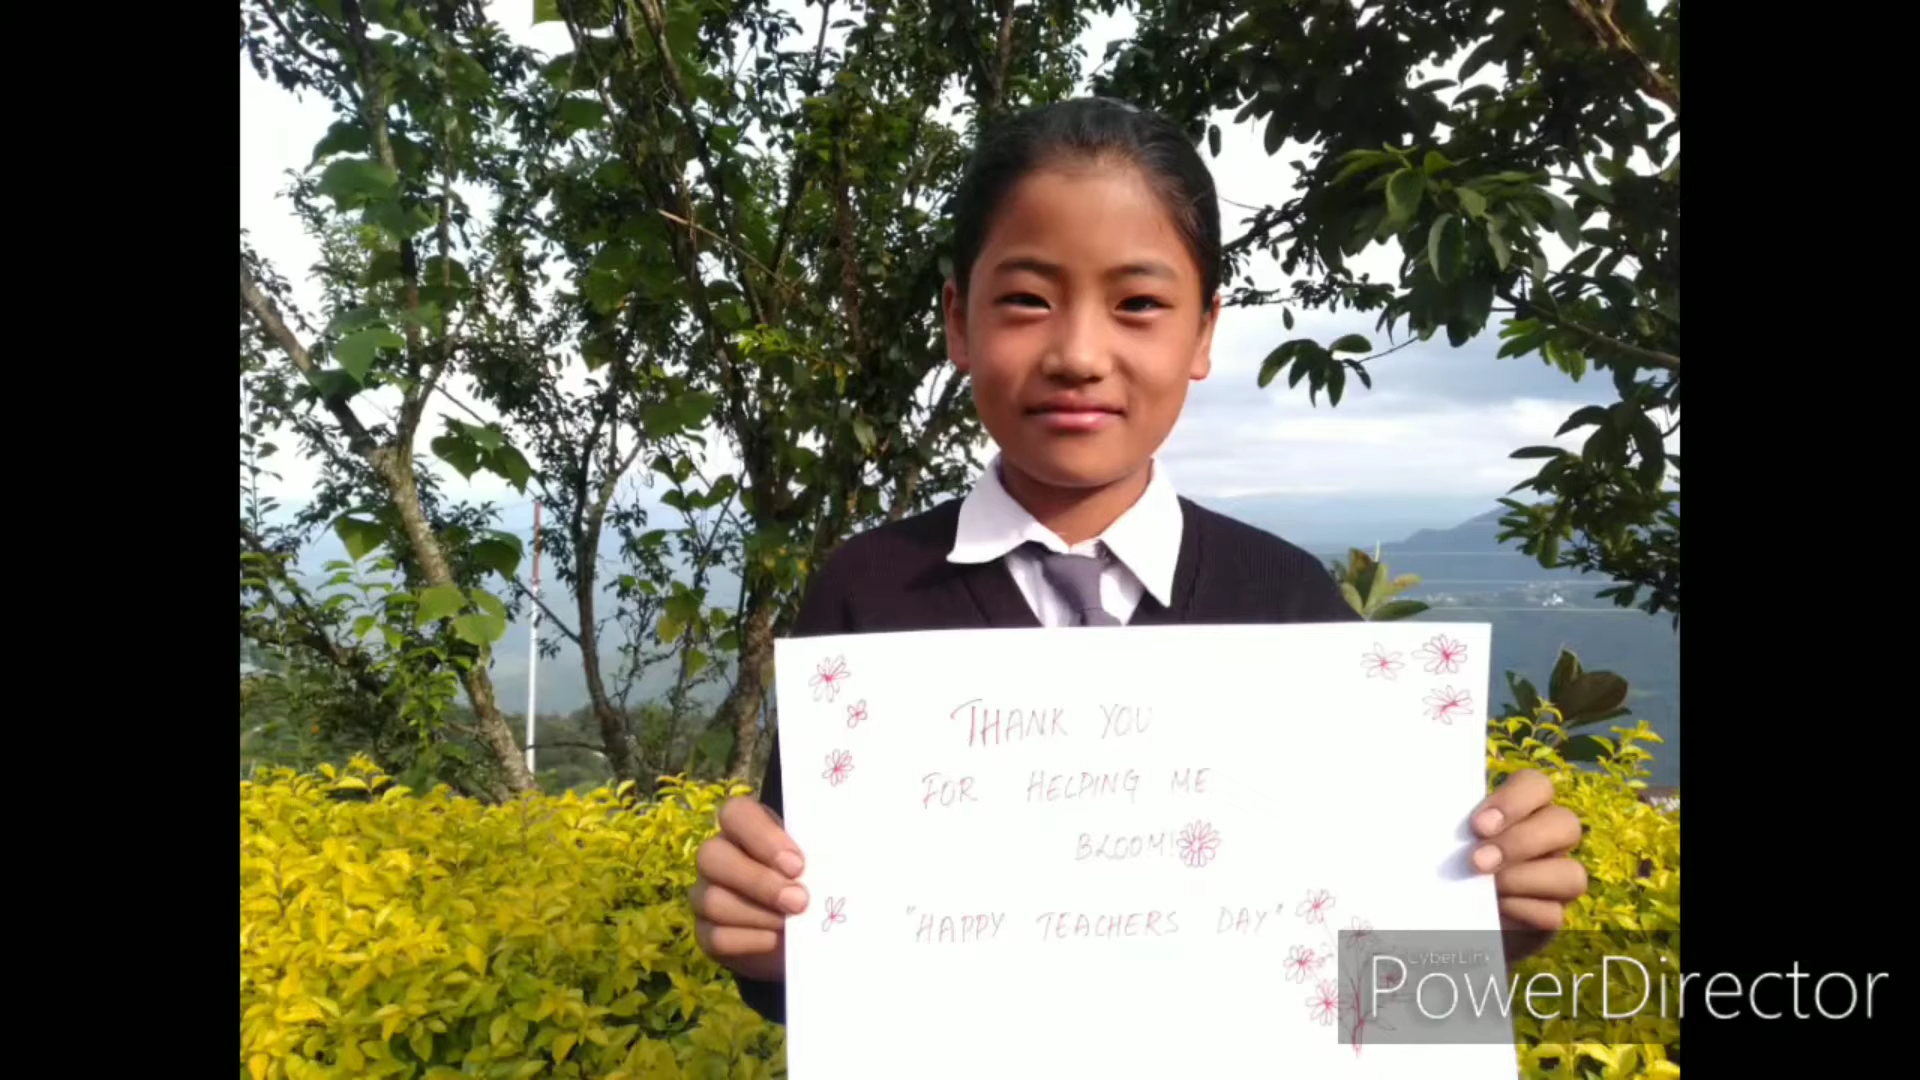 THANK YOU
FOR HELPING ME
BLOOM!
"HAPPY TEACHERS DAY"
CyberLink
PowerDirector